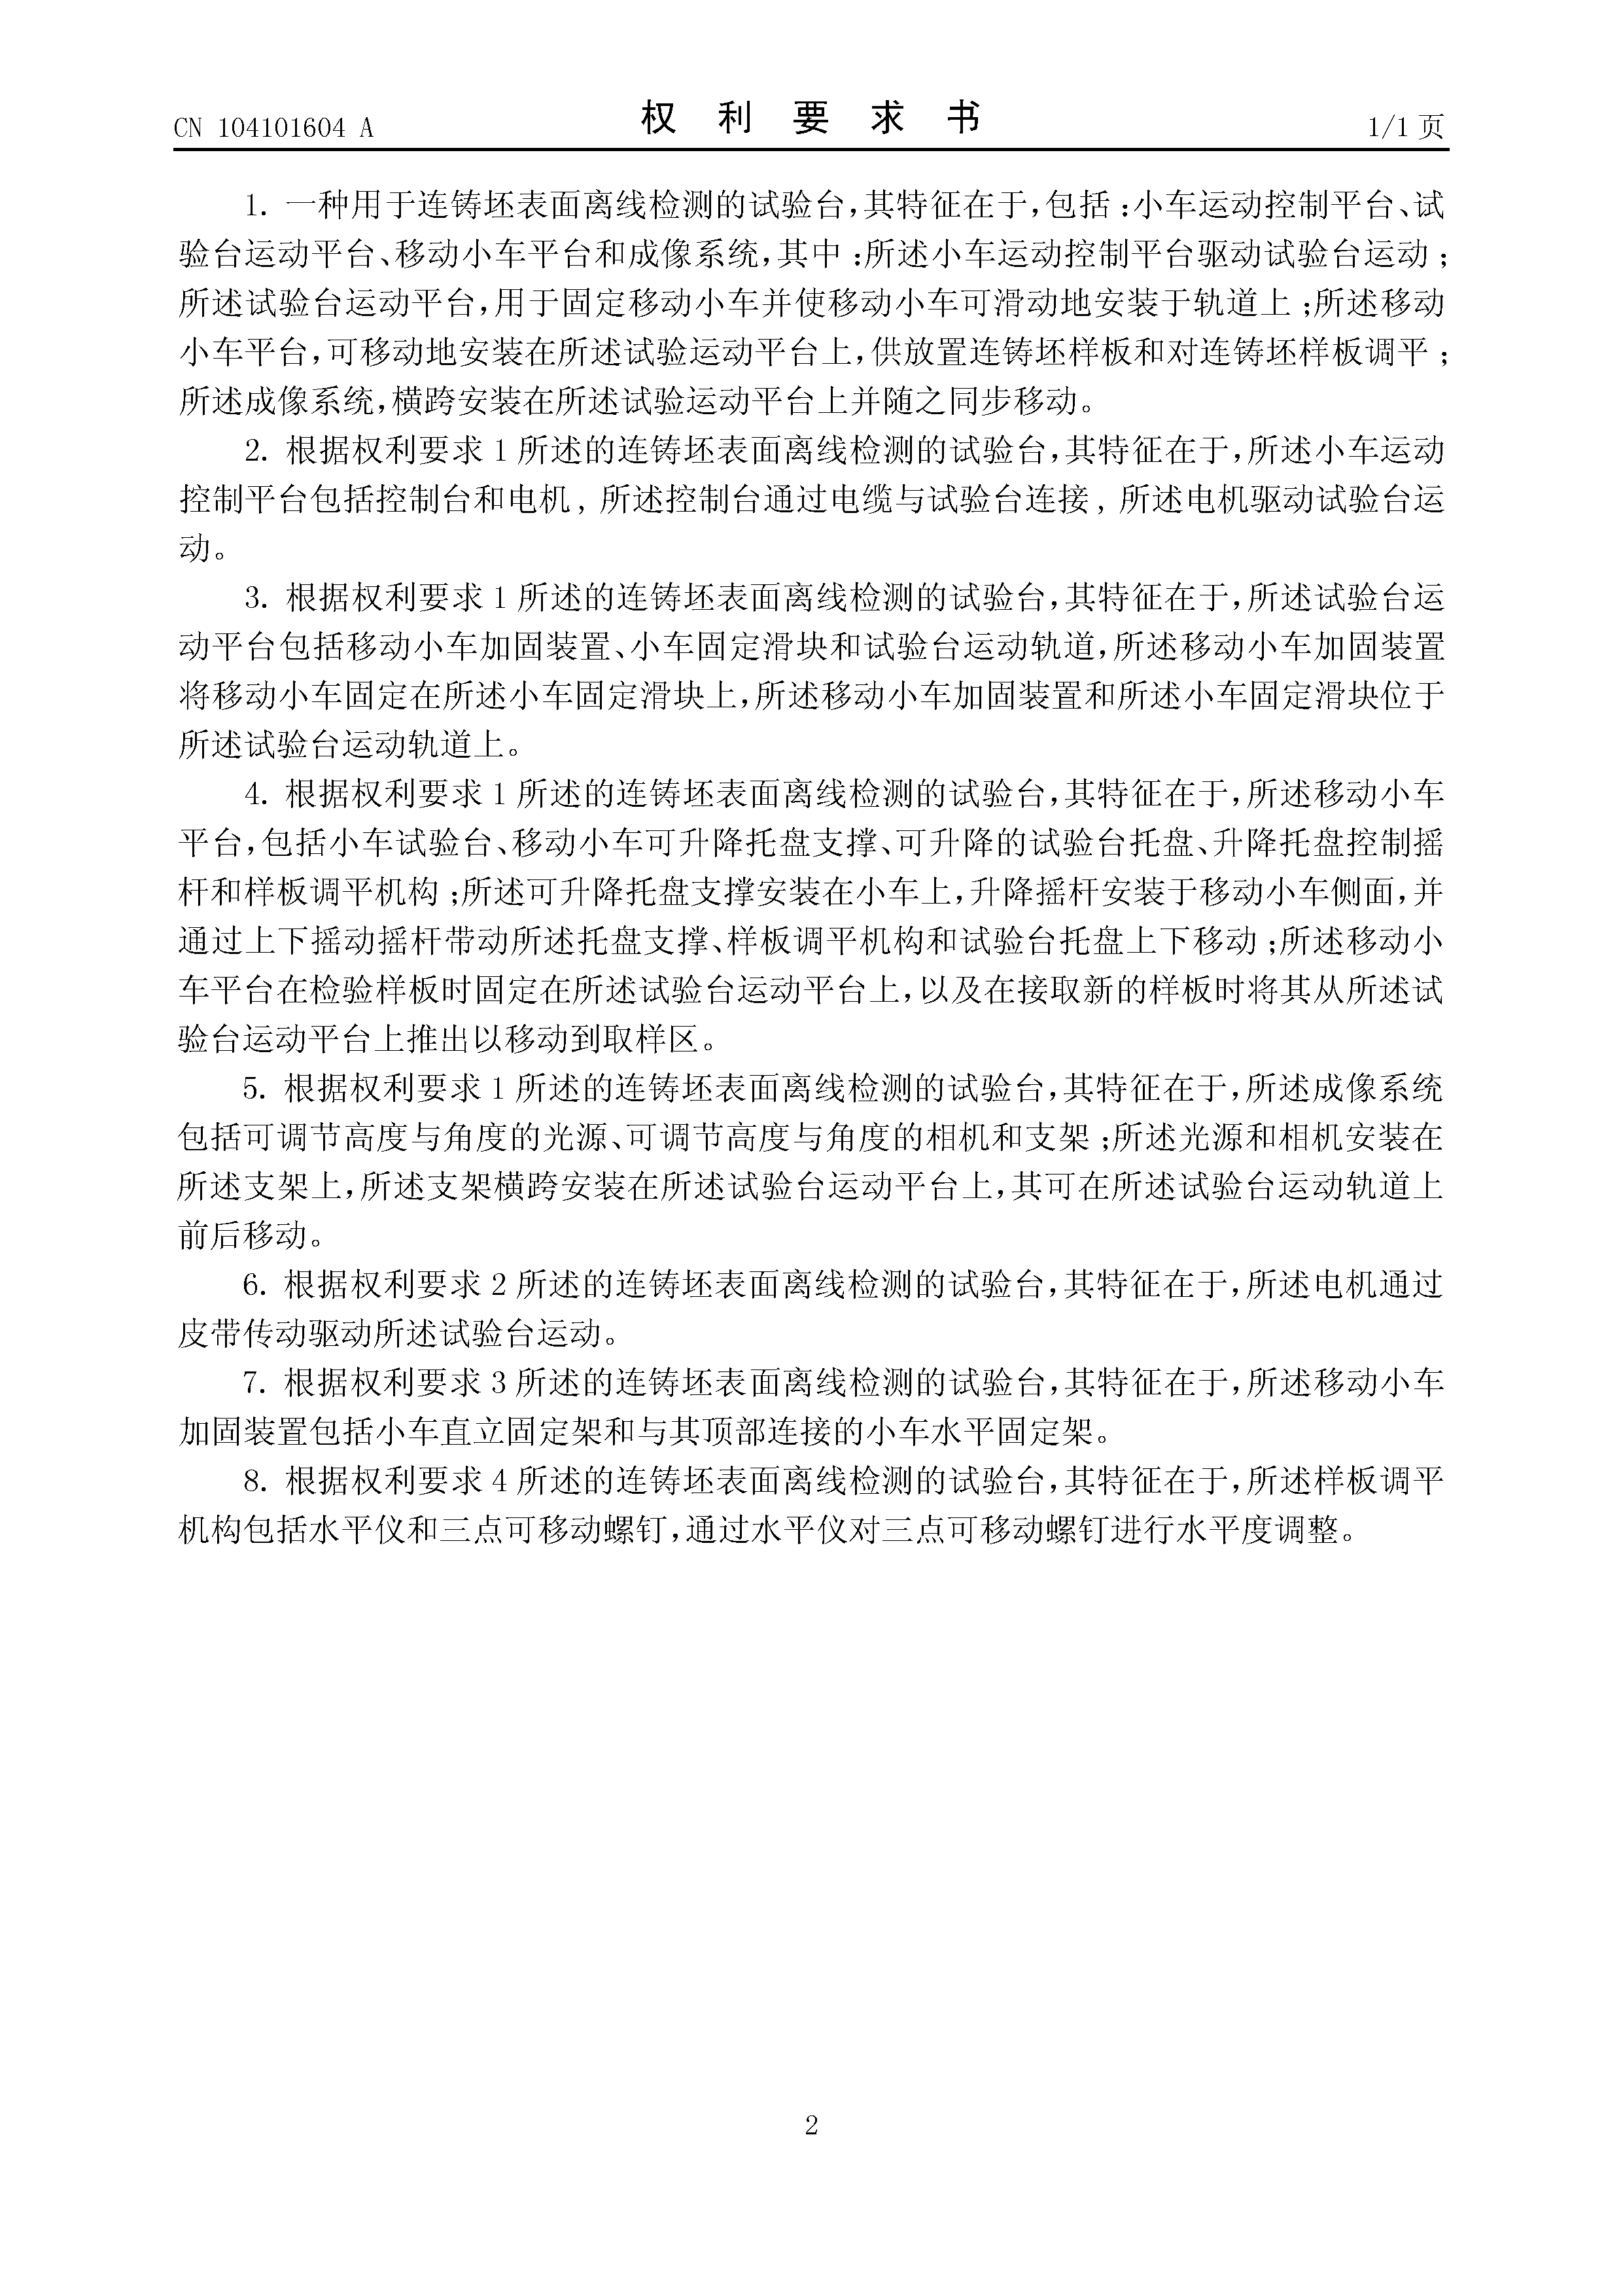 CN 104101604 A
权 利 要 求 书
1/1 页
1. 一种用于连铸坯表面离线检测的试验台,其特征在于,包括:小车运动控制平台、试
验台运动平台、移动小车平台和成像系统,其中:所述小车运动控制平台驱动试验台运动;
所述试验台运动平台,用于固定移动小车并使移动小车可滑动地安装于轨道上;所述移动
小车平台,可移动地安装在所述试验运动平台上,供放置连铸坯样板和对连铸坯样板调平;
所述成像系统,横跨安装在所述试验运动平台上并随之同步移动。
2. 根据权利要求 1 所述的连铸坯表面离线检测的试验台,其特征在于,所述小车运动
控制平台包括控制台和电机,所述控制台通过电缆与试验台连接,所述电机驱动试验台运
动。
3. 根据权利要求 1 所述的连铸坯表面离线检测的试验台,其特征在于,所述试验台运
动平台包括移动小车加固装置、小车固定滑块和试验台运动轨道,所述移动小车加固装置
将移动小车固定在所述小车固定滑块上,所述移动小车加固装置和所述小车固定滑块位于
所述试验台运动轨道上。
4. 根据权利要求 1 所述的连铸坯表面离线检测的试验台,其特征在于,所述移动小车
平台,包括小车试验台、移动小车可升降托盘支撑、可升降的试验台托盘、升降托盘控制摇
杆和样板调平机构;所述可升降托盘支撑安装在小车上,升降摇杆安装于移动小车侧面,并
通过上下摇动摇杆带动所述托盘支撑、样板调平机构和试验台托盘上下移动;所述移动小
车平台在检验样板时固定在所述试验台运动平台上,以及在接取新的样板时将其从所述试
验台运动平台上推出以移动到取样区。
5. 根据权利要求 1 所述的连铸坯表面离线检测的试验台,其特征在于,所述成像系统
包括可调节高度与角度的光源、可调节高度与角度的相机和支架;所述光源和相机安装在
所述支架上,所述支架横跨安装在所述试验台运动平台上,其可在所述试验台运动轨道上
前后移动。
6. 根据权利要求 2 所述的连铸坯表面离线检测的试验台,其特征在于,所述电机通过
皮带传动驱动所述试验台运动。
7. 根据权利要求 3 所述的连铸坯表面离线检测的试验台,其特征在于,所述移动小车
加固装置包括小车直立固定架和与其顶部连接的小车水平固定架。
8. 根据权利要求 4 所述的连铸坯表面离线检测的试验台,其特征在于,所述样板调平
机构包括水平仪和三点可移动螺钉,通过水平仪对三点可移动螺钉进行水平度调整。
2